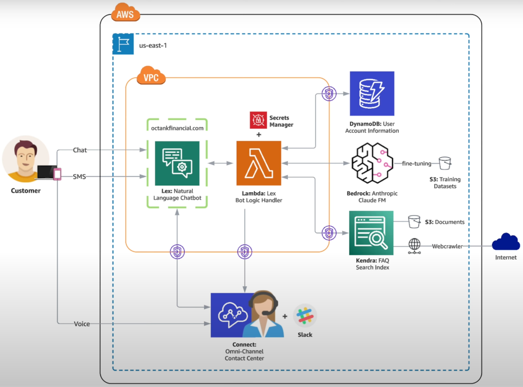 AWS
us-east-1
VPC
octankfinancial.com
Secrets
Manager
+
DynamoDB: User
Account Information
Chat
SMS
Customer
Lex: Natural
Language Chatbot
Lambda: Lex
Bot Logic Handler
Bedrock: Anthropic
Claude FM
fine-tuning
S3: Training
Datasets
S3: Documents
Webcrawler
Kendra: FAQ
Search Index
Internet
Voice
+
Slack
Connect:
Omni-Channel
Contact Center